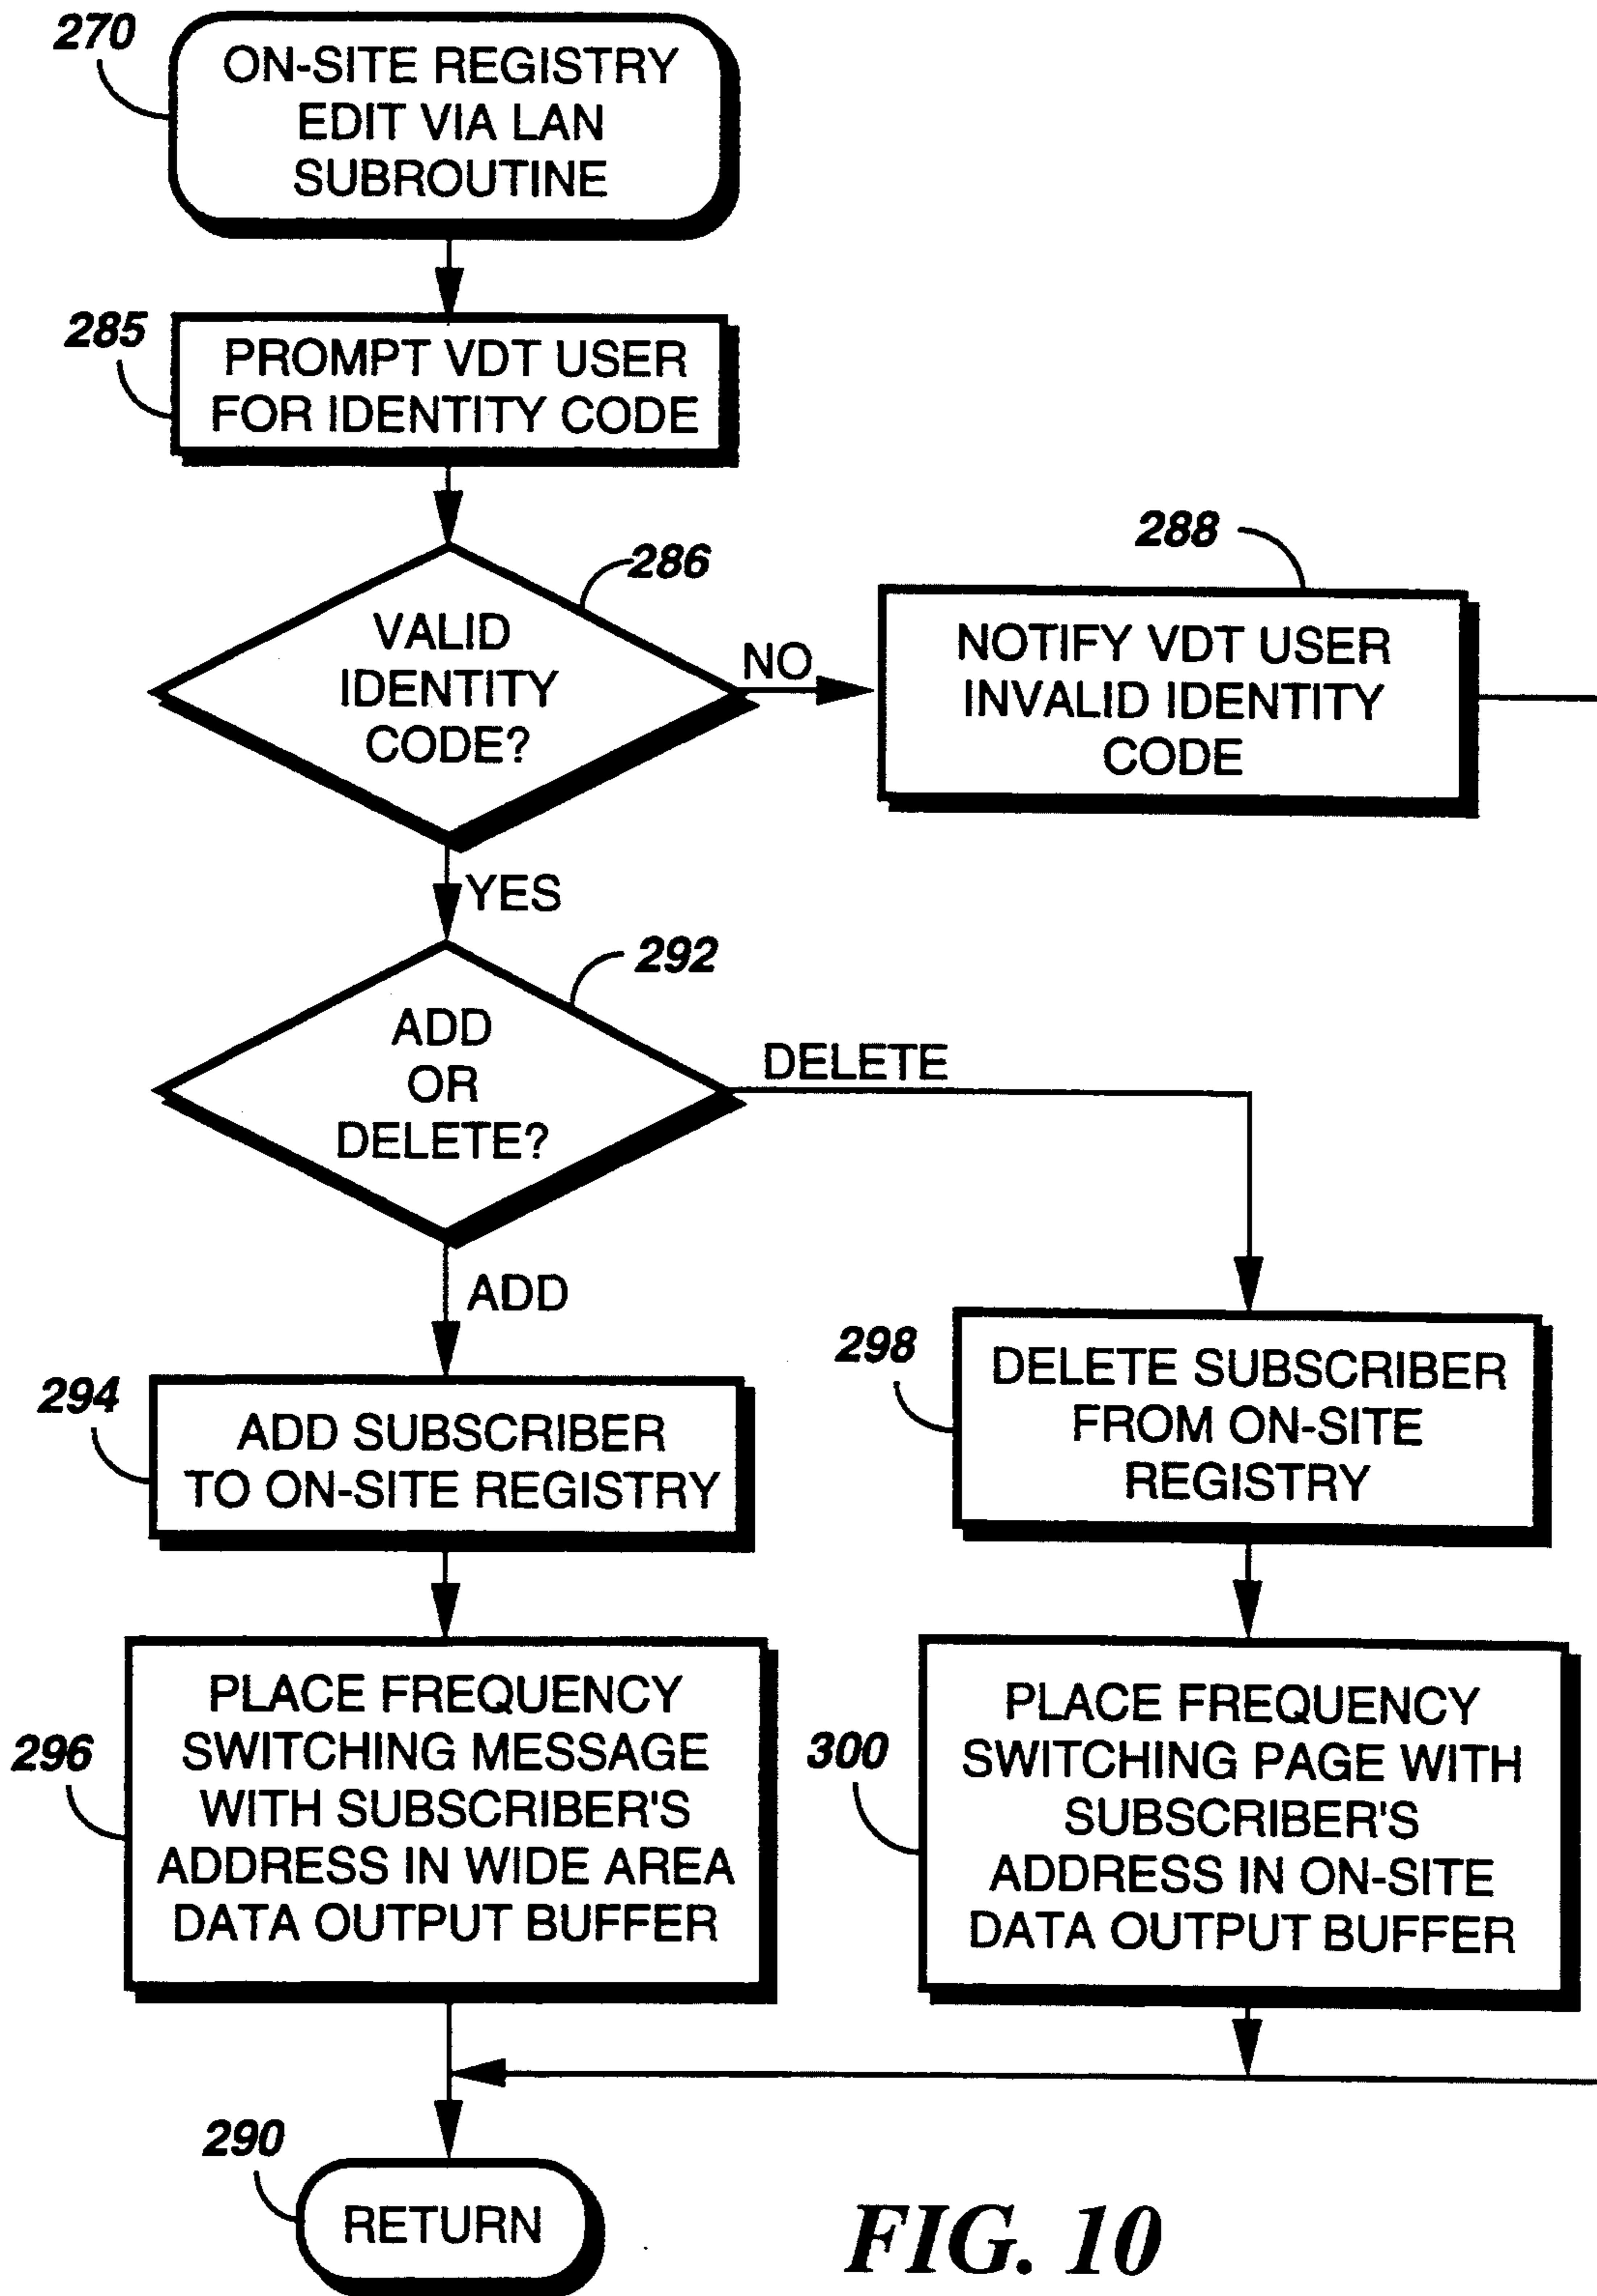 270
ON-SITE REGISTRY
EDIT VIA LAN
SUBROUTINE
285
PROMPT VDT USER
FOR IDENTITY CODE
286
VALID
IDENTITY
CODE?
NO
288
NOTIFY VDT USER
INVALID IDENTITY
CODE
YES
292
ADD
OR
DELETE?
DELETE
ADD
294
ADD SUBSCRIBER
TO ON-SITE REGISTRY
298
DELETE SUBSCRIBER
FROM ON-SITE
REGISTRY
296
PLACE FREQUENCY
SWITCHING MESSAGE
WITH SUBSCRIBER'S
ADDRESS IN WIDE AREA
DATA OUTPUT BUFFER
300
PLACE FREQUENCY
SWITCHING PAGE WITH
SUBSCRIBER'S
ADDRESS IN ON-SITE
DATA OUTPUT BUFFER
290
RETURN
FIG. 10